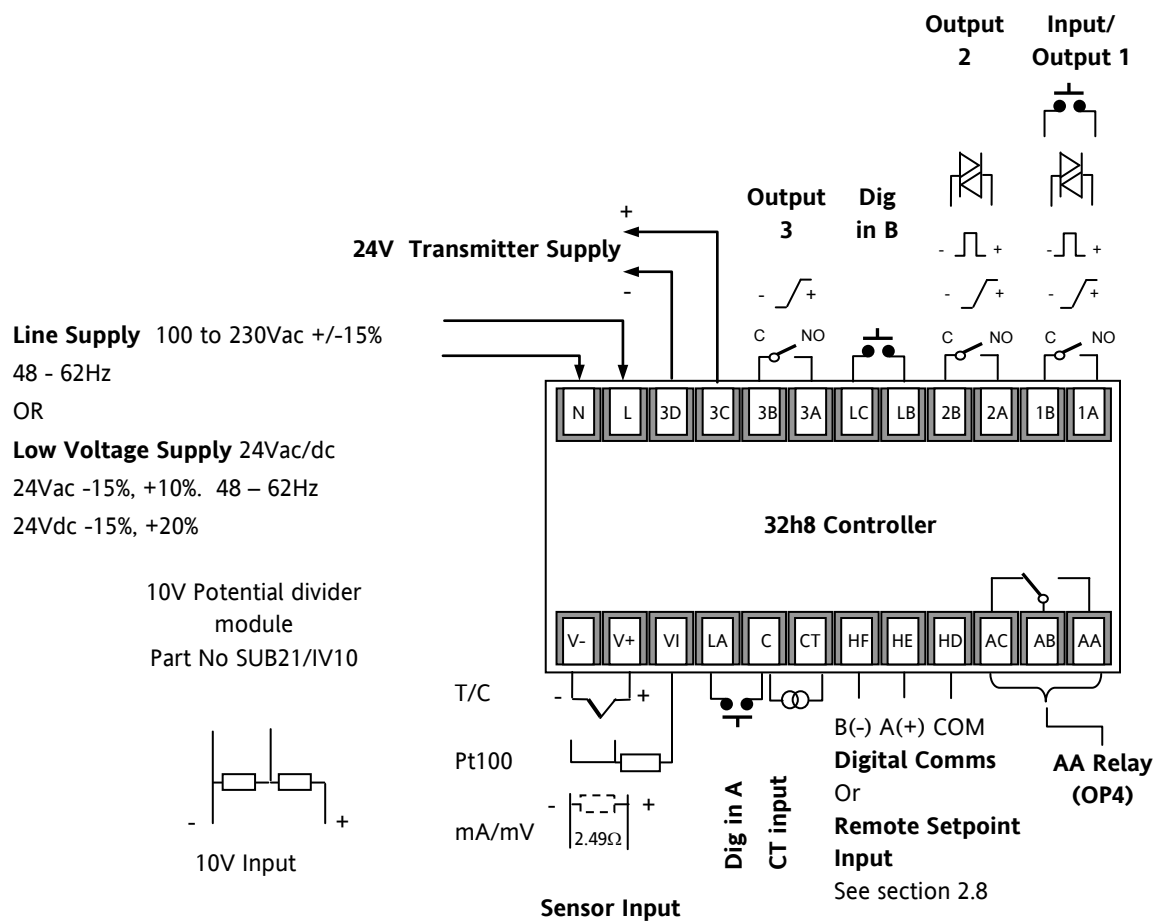 Output
2
Input/
Output 1
Output
3
Dig
in B
+
24V Transmitter Supply
-
- +
- +
- +
- +
- +
Line Supply 100 to 230Vac +/-15%
48 - 62Hz
OR
Low Voltage Supply 24Vac/dc
24Vac -15%, +10%. 48 – 62Hz
24Vdc -15%, +20%
C NO
C NO
C NO
N L 3D 3C 3B 3A LC LB 2B 2A 1B 1A
32h8 Controller
V- V+ VI LA C CT HF HE HD AC AB AA
10V Potential divider
module
Part No SUB21/IV10
- +
10V Input
T/C
- +
Pt100
mA/mV
- +
2.49Ω
Sensor Input
Dig in A
CT input
B(-) A(+) COM
Digital Comms
Or
Remote Setpoint
Input
See section 2.8
AA Relay
(OP4)